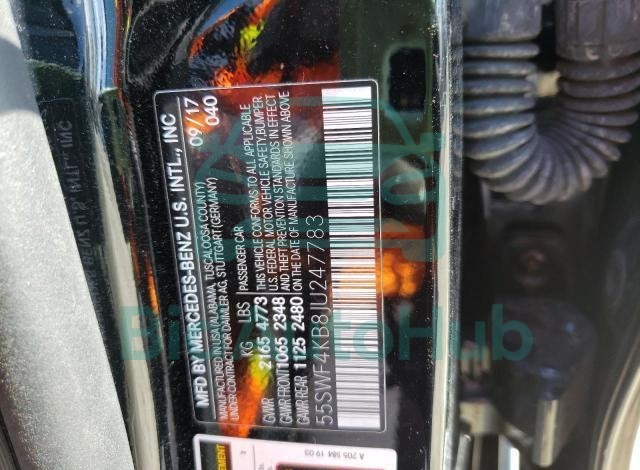 MFD BY MERCEDES-BENZ U.S. INTL., INC
IN USA (ALABAMA, TUSCALOOSA COUNTY)
UNDER CONTRACT FOR DAIMLER AG, STUTTGART (GERMANY)
09/17
040
KG LBS PASSENGER CAR
GVWR 2165 4773
GAWR FRONT 1065 2348
GAWR REAR 1125 2480
THIS VEHICLE CONFORMS TO ALL APPLICABLE
U.S. FEDERAL MOTOR VEHICLE SAFETY, BUMPER
AND THEFT PREVENTION STANDARDS IN EFFECT
ON THE DATE OF MANUFACTURE SHOWN ABOVE
55SWF4KB8JU247783
A 205 584 19 03